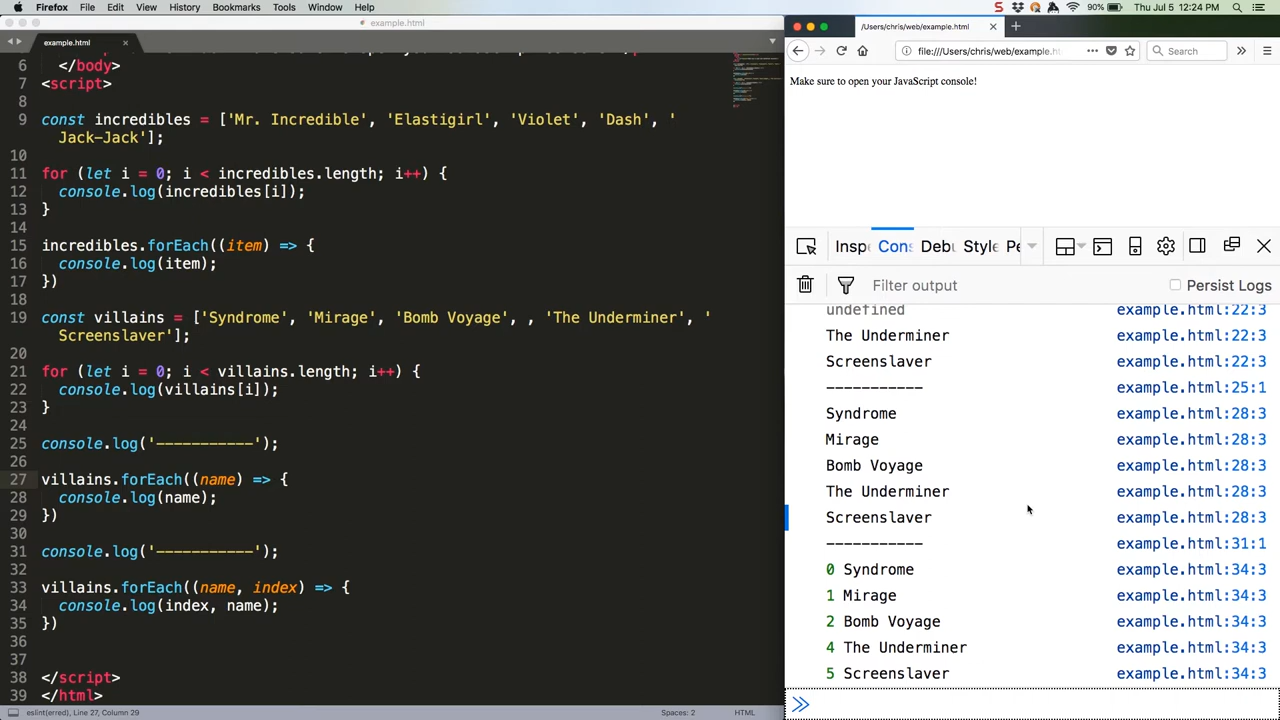 Firefox File Edit View History Bookmarks Tools Window Help 90% Thu Jul 5 12:24 PM
example.html
example.html
6 </body>
7 <script>
8
9 const incredibles = ['Mr. Incredible', 'Elastigirl', 'Violet', 'Dash', '
Jack-Jack'];
10
11 for (let i = 0; i < incredibles.length; i++) {
12 console.log(incredibles[i]);
13 }
14
15 incredibles.forEach((item) => {
16 console.log(item);
17 })
18
19 const villains = ['Syndrome', 'Mirage', 'Bomb Voyage', , 'The Underminer', '
Screenslaver'];
20
21 for (let i = 0; i < villains.length; i++) {
22 console.log(villains[i]);
23 }
24
25 console.log('-----------');
26
27 villains.forEach((name) => {
28 console.log(name);
29 })
30
31 console.log('-----------');
32
33 villains.forEach((name, index) => {
34 console.log(index, name);
35 })
36
37
38 </script>
39 </html>
eslint(erred), Line 27, Column 29 Spaces: 2 HTML
/Users/chris/web/example.html
file:///Users/chris/web/example.ht Search
Make sure to open your JavaScript console!
Inspe Cons Debu Style Pe
Filter output Persist Logs
undefined example.html:22:3
The Underminer example.html:22:3
Screenslaver example.html:22:3
----------- example.html:25:1
Syndrome example.html:28:3
Mirage example.html:28:3
Bomb Voyage example.html:28:3
The Underminer example.html:28:3
Screenslaver example.html:28:3
----------- example.html:31:1
0 Syndrome example.html:34:3
1 Mirage example.html:34:3
2 Bomb Voyage example.html:34:3
4 The Underminer example.html:34:3
5 Screenslaver example.html:34:3